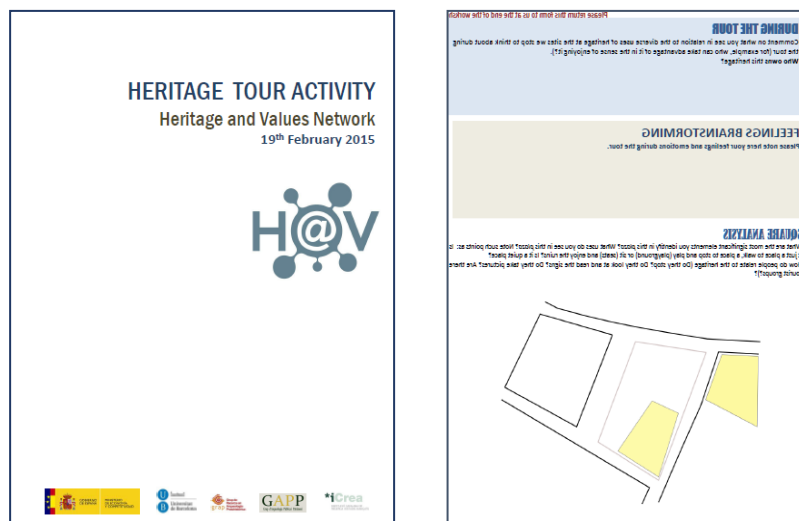 HERITAGE TOUR ACTIVITY
Heritage and Values Network
19th February 2015
H@V
grap
GAPP
*iCrea
Please return this form to us at the end of the worksh
DURING THE TOUR
Comment on what you see in relation to the diverse uses of heritage at the sites we stop to think about during
the tour (for example, who can take advantage of it in the sense of enjoying it?).
Who owns this heritage?
FEELINGS BRAINSTORMING
Please note here your feelings and emotions during the tour.
SQUARE ANALYSIS
What are the most significant elements you identify in this plaza? What uses do you see in this plaza? Note such points as: is
it just a place to walk, a place to stop and play (playground) or sit (seats) and enjoy the ruins? Is it a quiet place?
How do people relate to the heritage (Do they stop? Do they look at and read the signs? Do they take pictures? Are there
tourist groups?)?